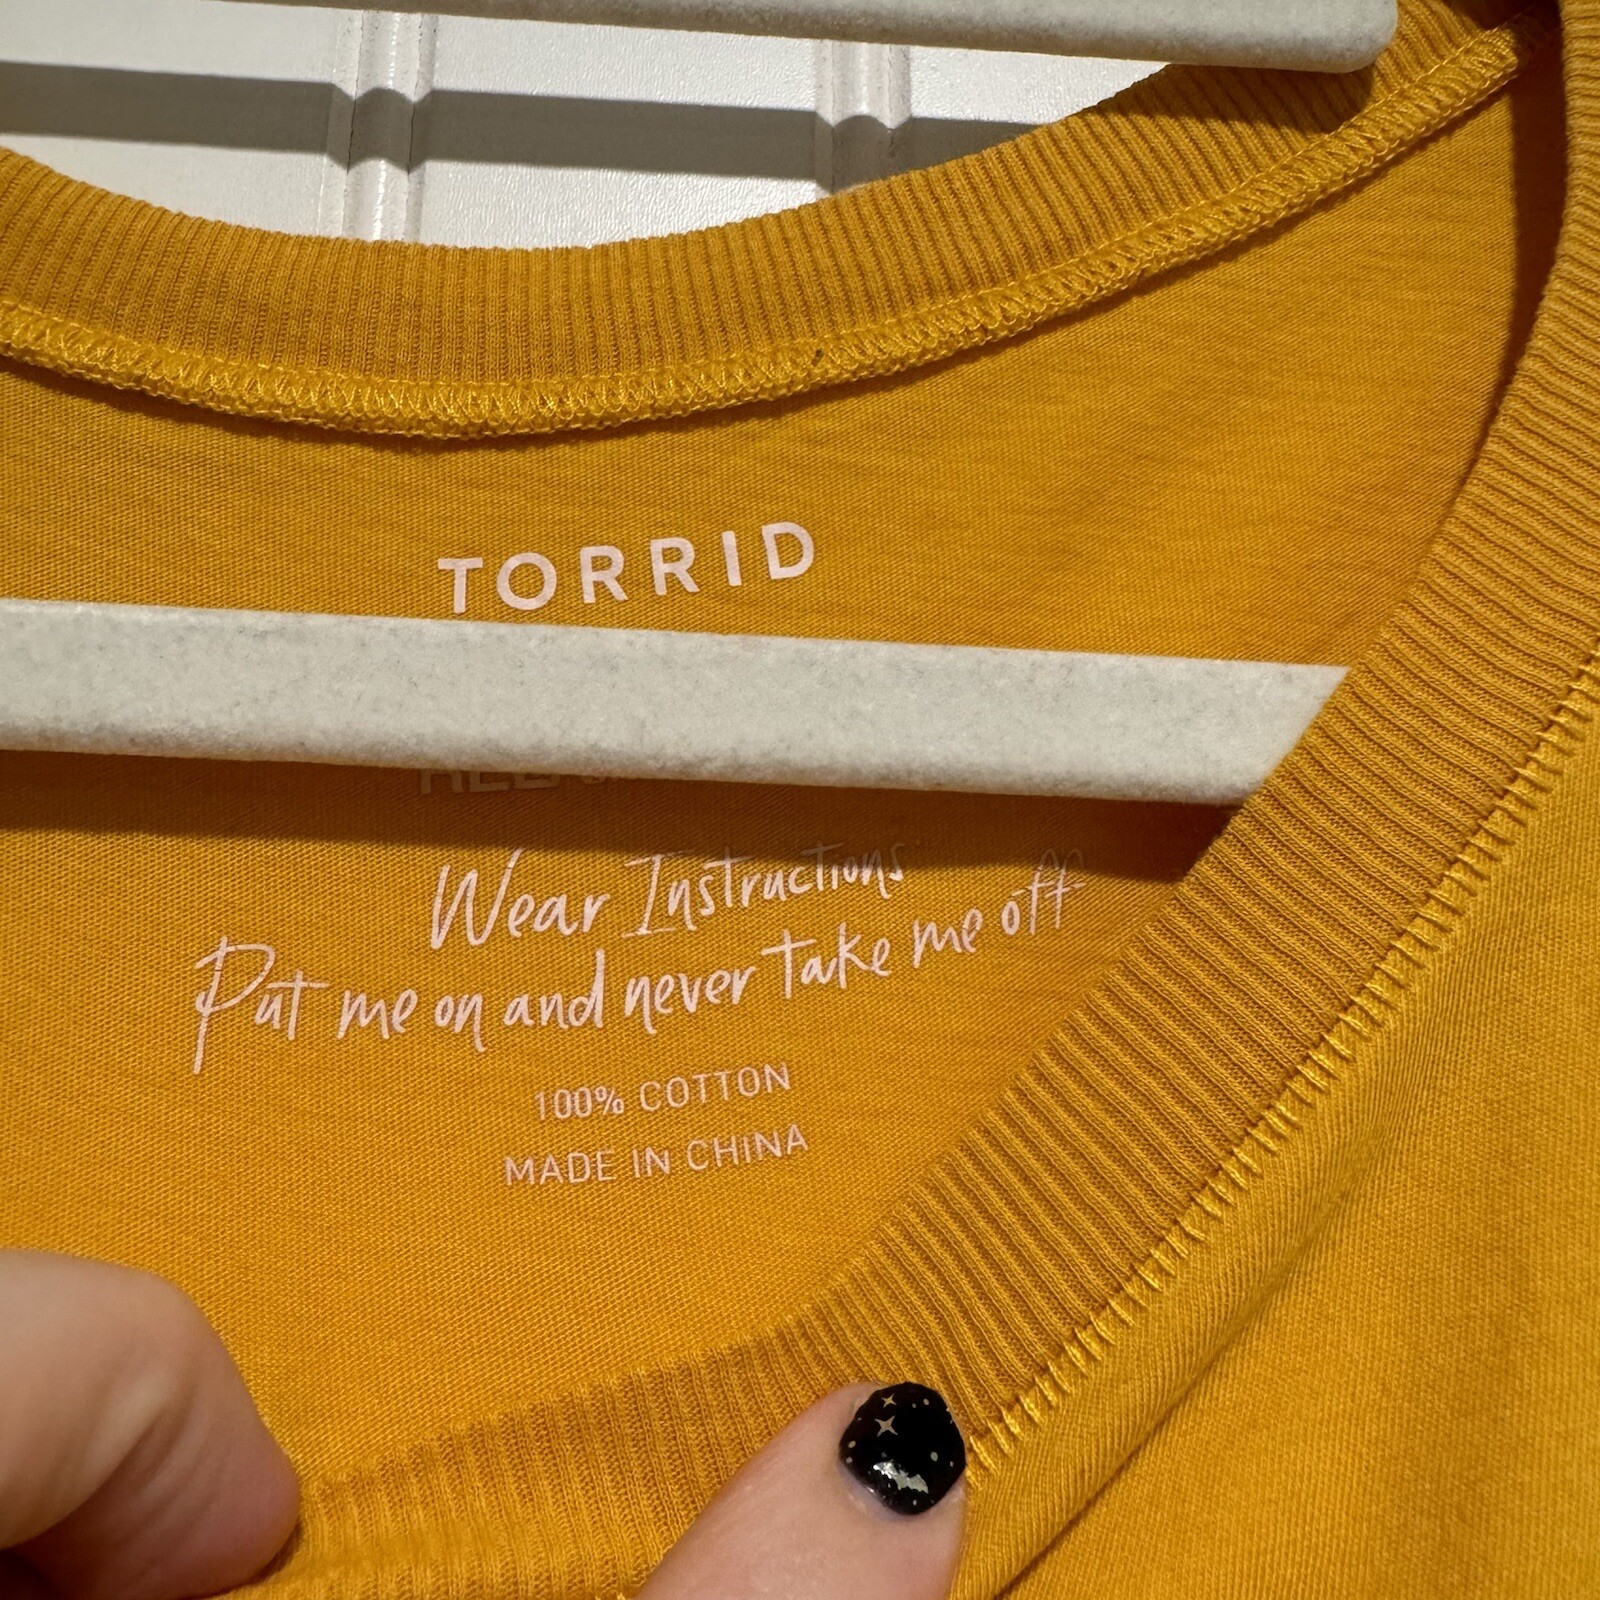 TORRID
Wear Instructions
Put me on and never take me off
100% COTTON
MADE IN CHINA